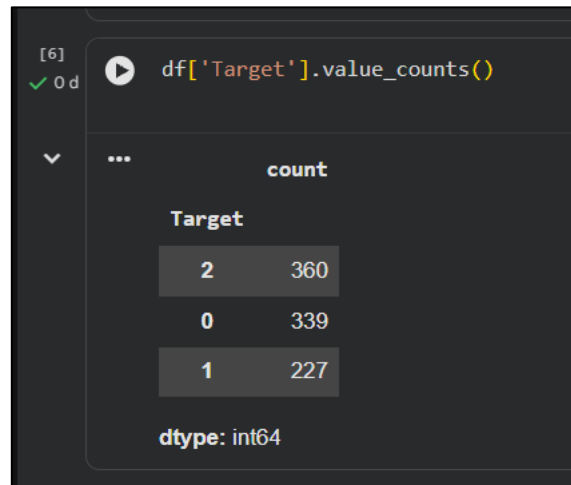 [6]
0 d
df['Target'].value_counts()
count
Target
2 360
0 339
1 227
dtype: int64